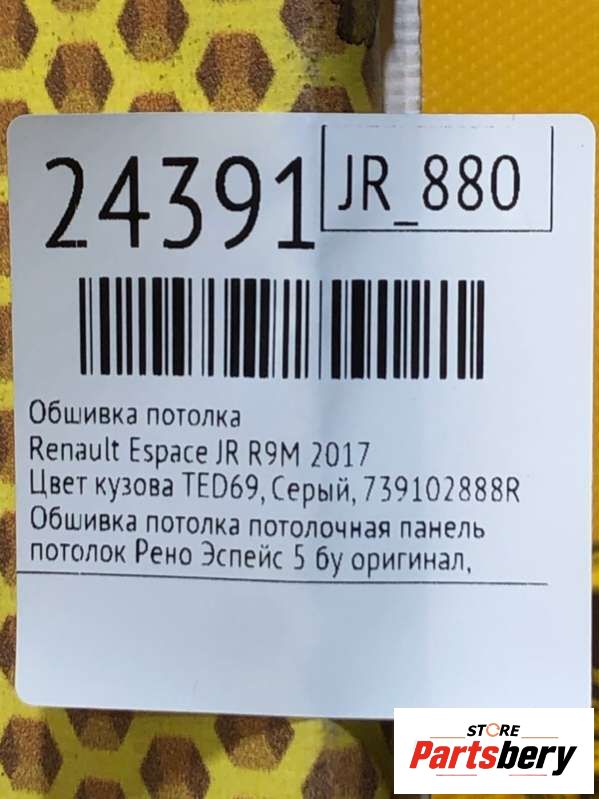 24391
JR_880
Обшивка потолка
Renault Espace JR R9M 2017
Цвет кузова TED69, Серый, 739102888R
Обшивка потолка потолочная панель
потолок Рено Эспейс 5 бу оригинал,
STORE
Partsbery